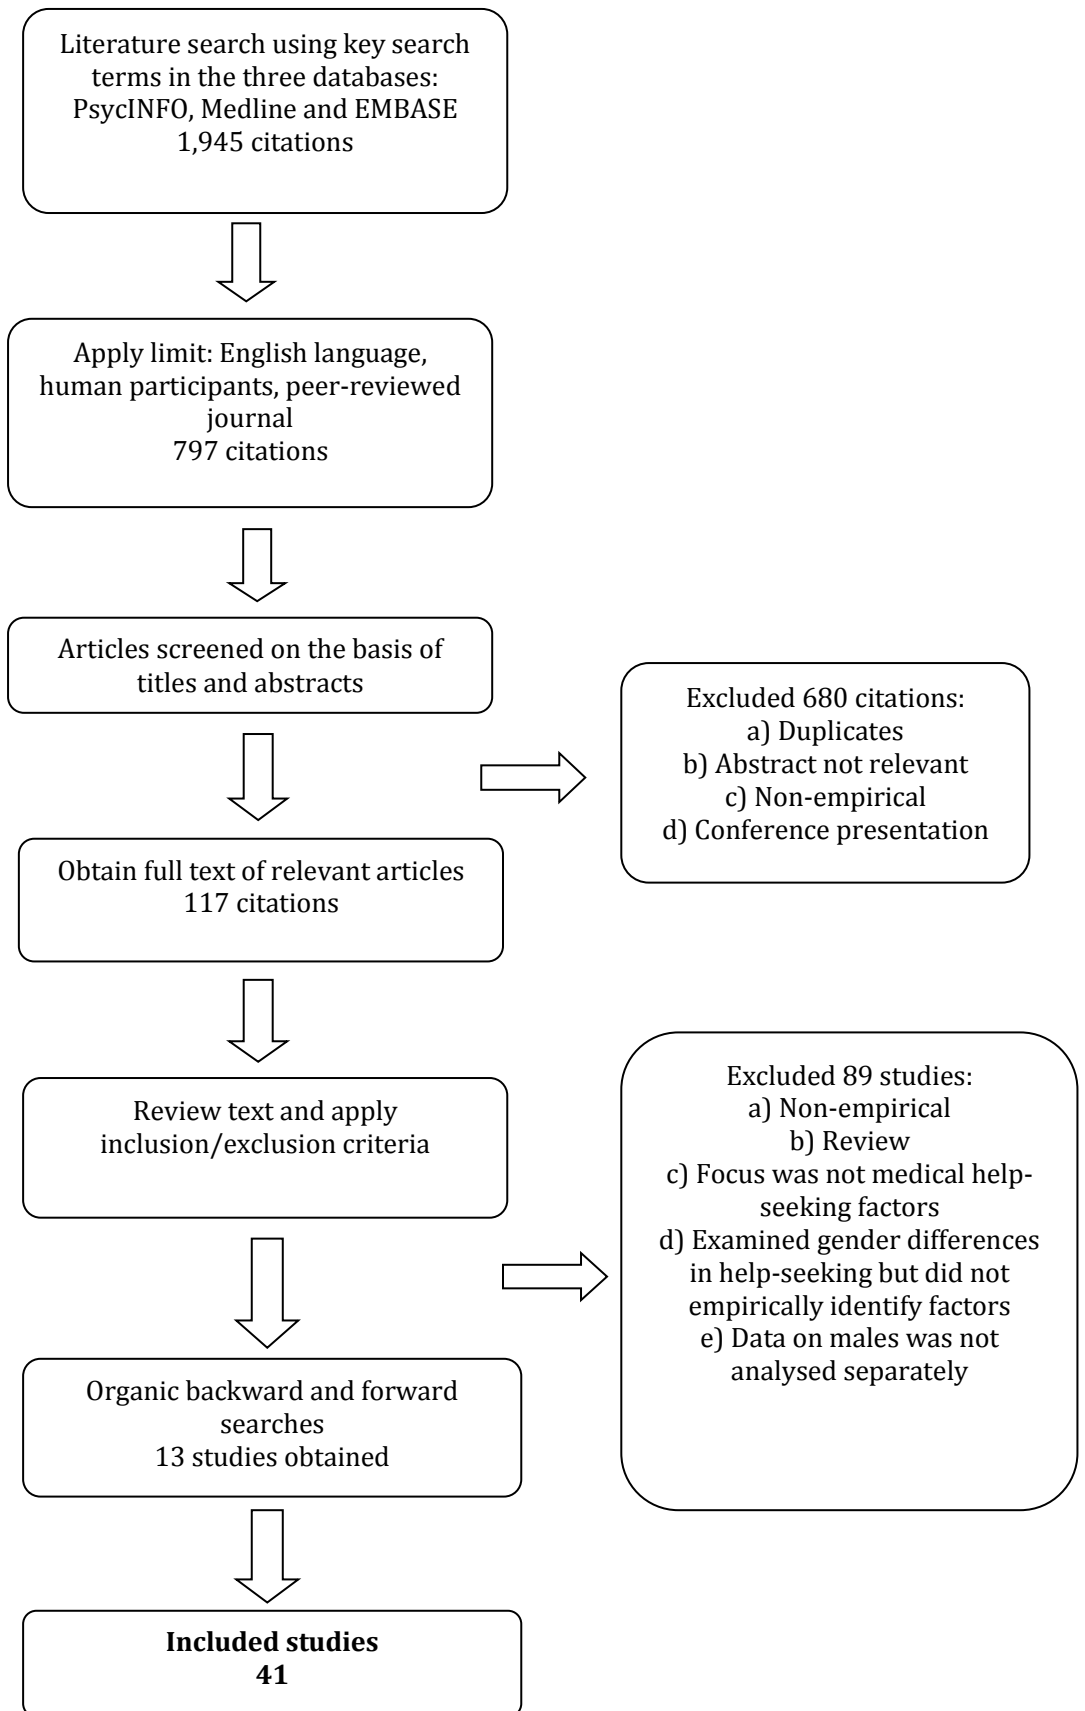 Literature search using key search
terms in the three databases:
PsycINFO, Medline and EMBASE
1,945 citations
Apply limit: English language,
human participants, peer-reviewed
journal
797 citations
Articles screened on the basis of
titles and abstracts
Excluded 680 citations:
a) Duplicates
b) Abstract not relevant
c) Non-empirical
d) Conference presentation
Obtain full text of relevant articles
117 citations
Review text and apply
inclusion/exclusion criteria
Excluded 89 studies:
a) Non-empirical
b) Review
c) Focus was not medical help-
seeking factors
d) Examined gender differences
in help-seeking but did not
empirically identify factors
e) Data on males was not
analysed separately
Organic backward and forward
searches
13 studies obtained
Included studies
41